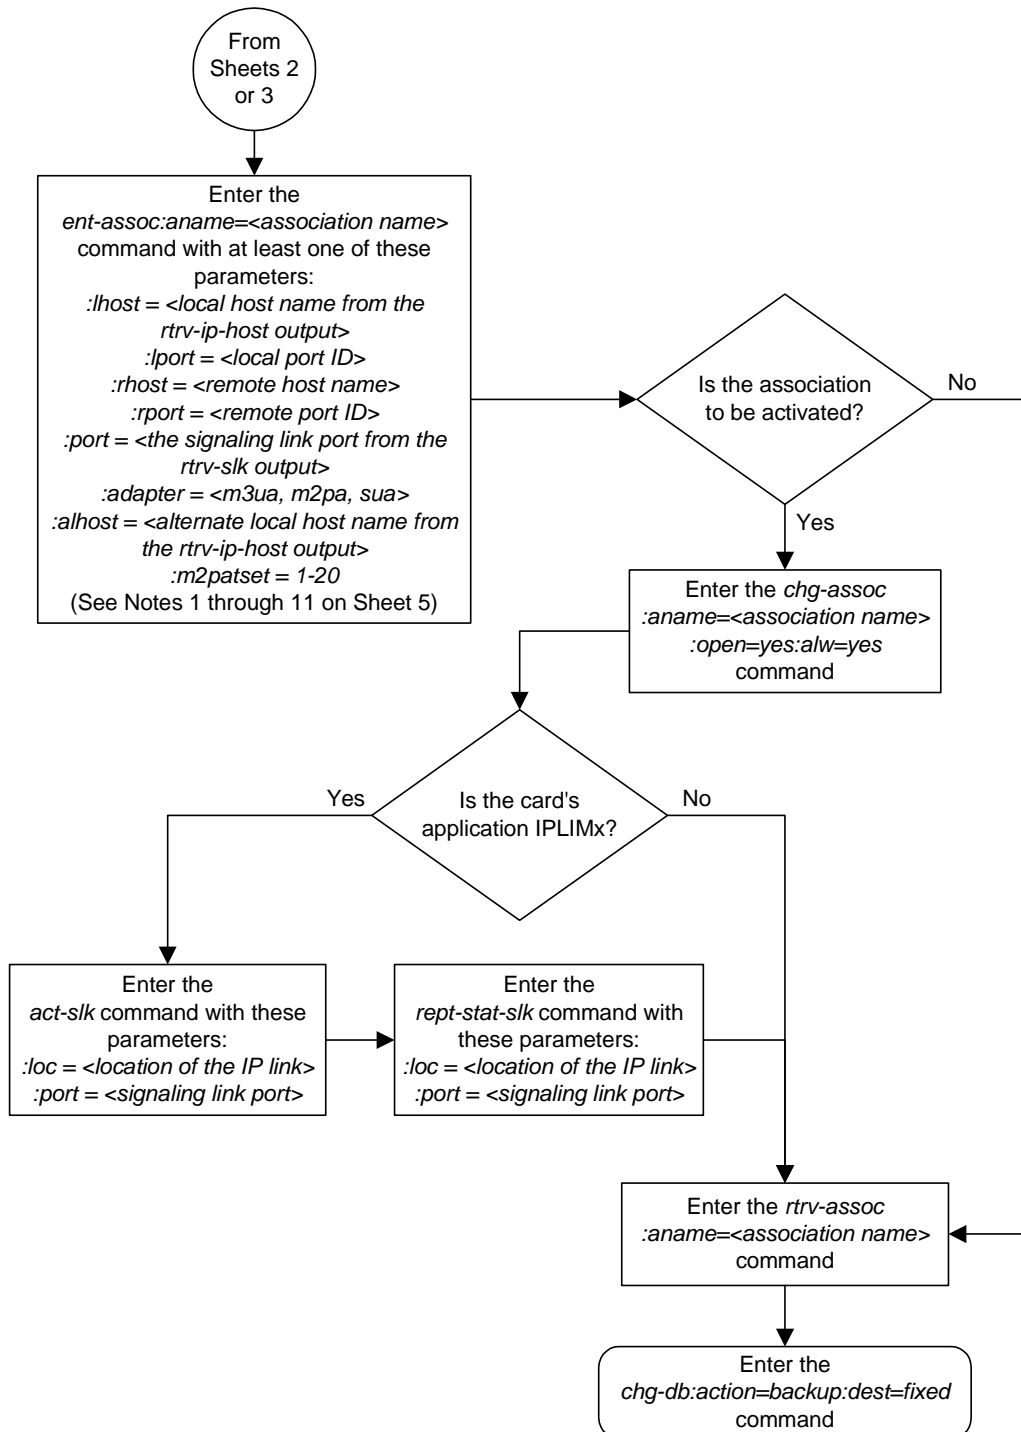 From
Sheets 2
or 3
Enter the
ent-assoc:aname=<association name>
command with at least one of these
parameters:
:lhost = <local host name from the
rtrv-ip-host output>
:lport = <local port ID>
:rhost = <remote host name>
:rport = <remote port ID>
:port = <the signaling link port from the
rtrv-slk output>
:adapter = <m3ua, m2pa, sua>
:alhost = <alternate local host name from
the rtrv-ip-host output>
:m2patset = 1-20
(See Notes 1 through 11 on Sheet 5)
Is the association
to be activated?
No
Yes
Enter the chg-assoc
:aname=<association name>
:open=yes:alw=yes
command
Is the card's
application IPLIMx?
Yes
No
Enter the
act-slk command with these
parameters:
:loc = <location of the IP link>
:port = <signaling link port>
Enter the
rept-stat-slk command with
these parameters:
:loc = <location of the IP link>
:port = <signaling link port>
Enter the rtrv-assoc
:aname=<association name>
command
Enter the
chg-db:action=backup:dest=fixed
command